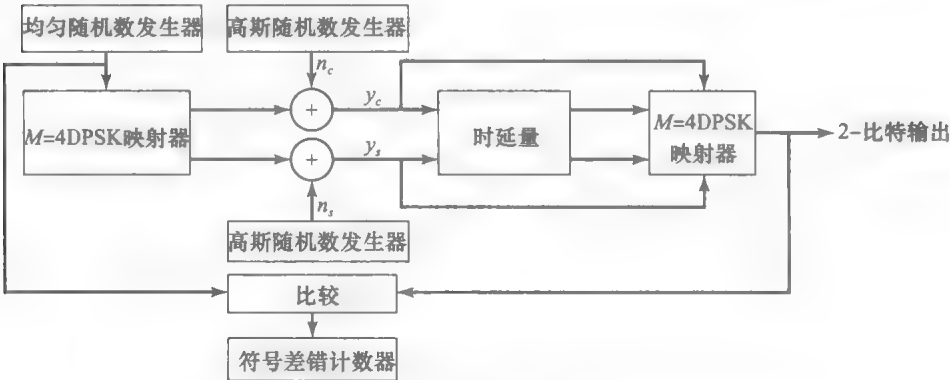 均匀随机数发生器
高斯随机数发生器
n_c
M=4DPSK映射器
+
y_c
时延量
M=4DPSK
映射器
2-比特输出
+
y_s
n_s
高斯随机数发生器
比较
符号差错计数器